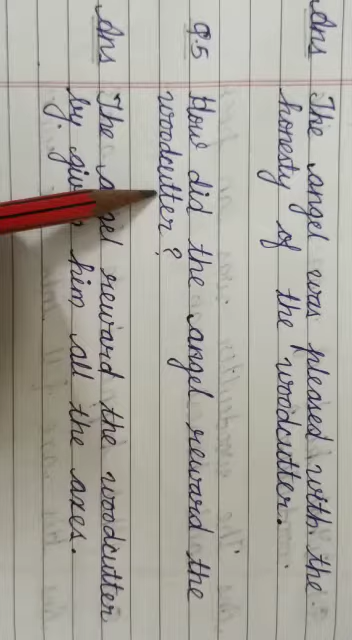 Ans The angel was pleased with the
honesty of the woodcutter.
Q.5 How did the angel reward the
woodcutter?
Ans The angel reward the woodcutter
by him all the axes.